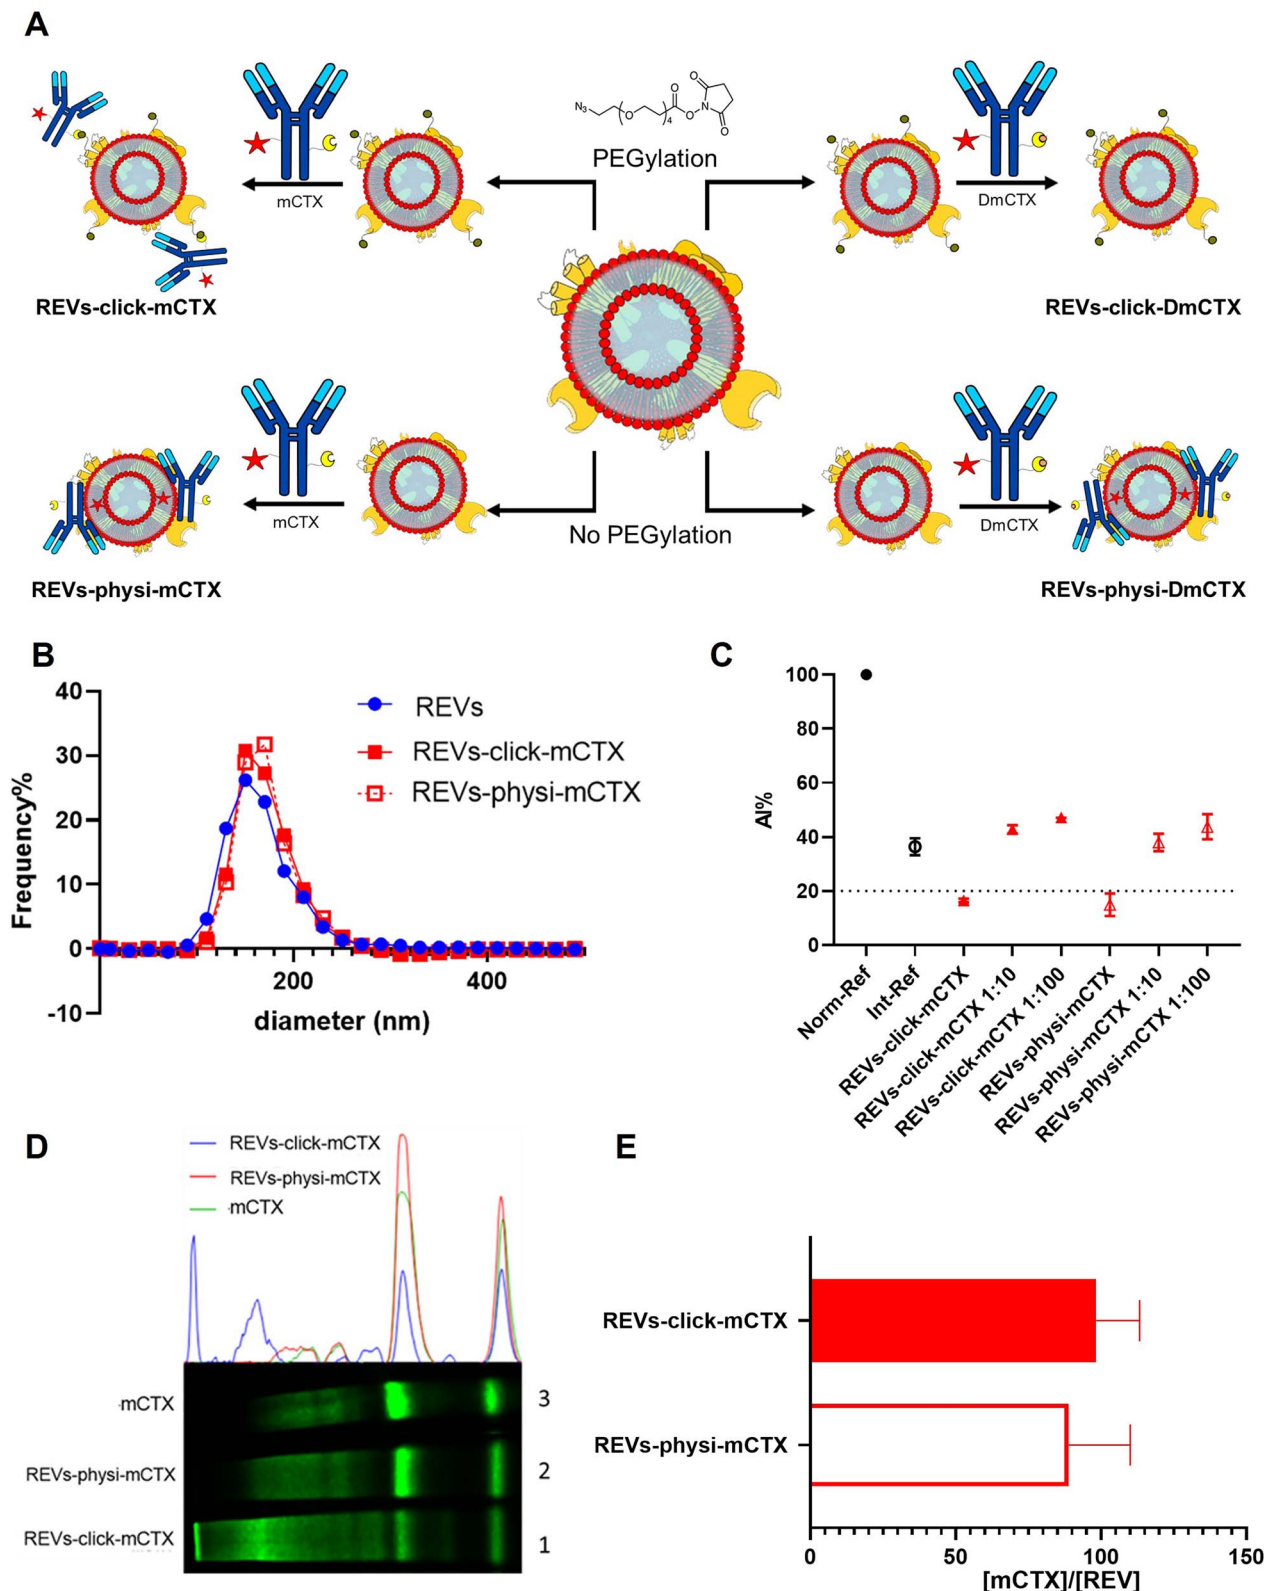 A
N3
O
4
O
O
N
O
O
PEGylation
mCTX
DmCTX
REVs-click-mCTX
REVs-click-DmCTX
mCTX
DmCTX
No PEGylation
REVs-physi-mCTX
REVs-physi-DmCTX
B
40
30
20
10
0
-10
Frequency%
200
400
diameter (nm)
REVs
REVs-click-mCTX
REVs-physi-mCTX
C
100
80
60
40
20
0
AI%
Norm-Ref
Int-Ref
REVs-click-mCTX
REVs-click-mCTX 1:10
REVs-click-mCTX 1:100
REVs-physi-mCTX
REVs-physi-mCTX 1:10
REVs-physi-mCTX 1:100
D
REVs-click-mCTX
REVs-physi-mCTX
mCTX
mCTX
3
REVs-physi-mCTX
2
REVs-click-mCTX
1
E
REVs-click-mCTX
REVs-physi-mCTX
0
50
100
150
[mCTX]/[REV]